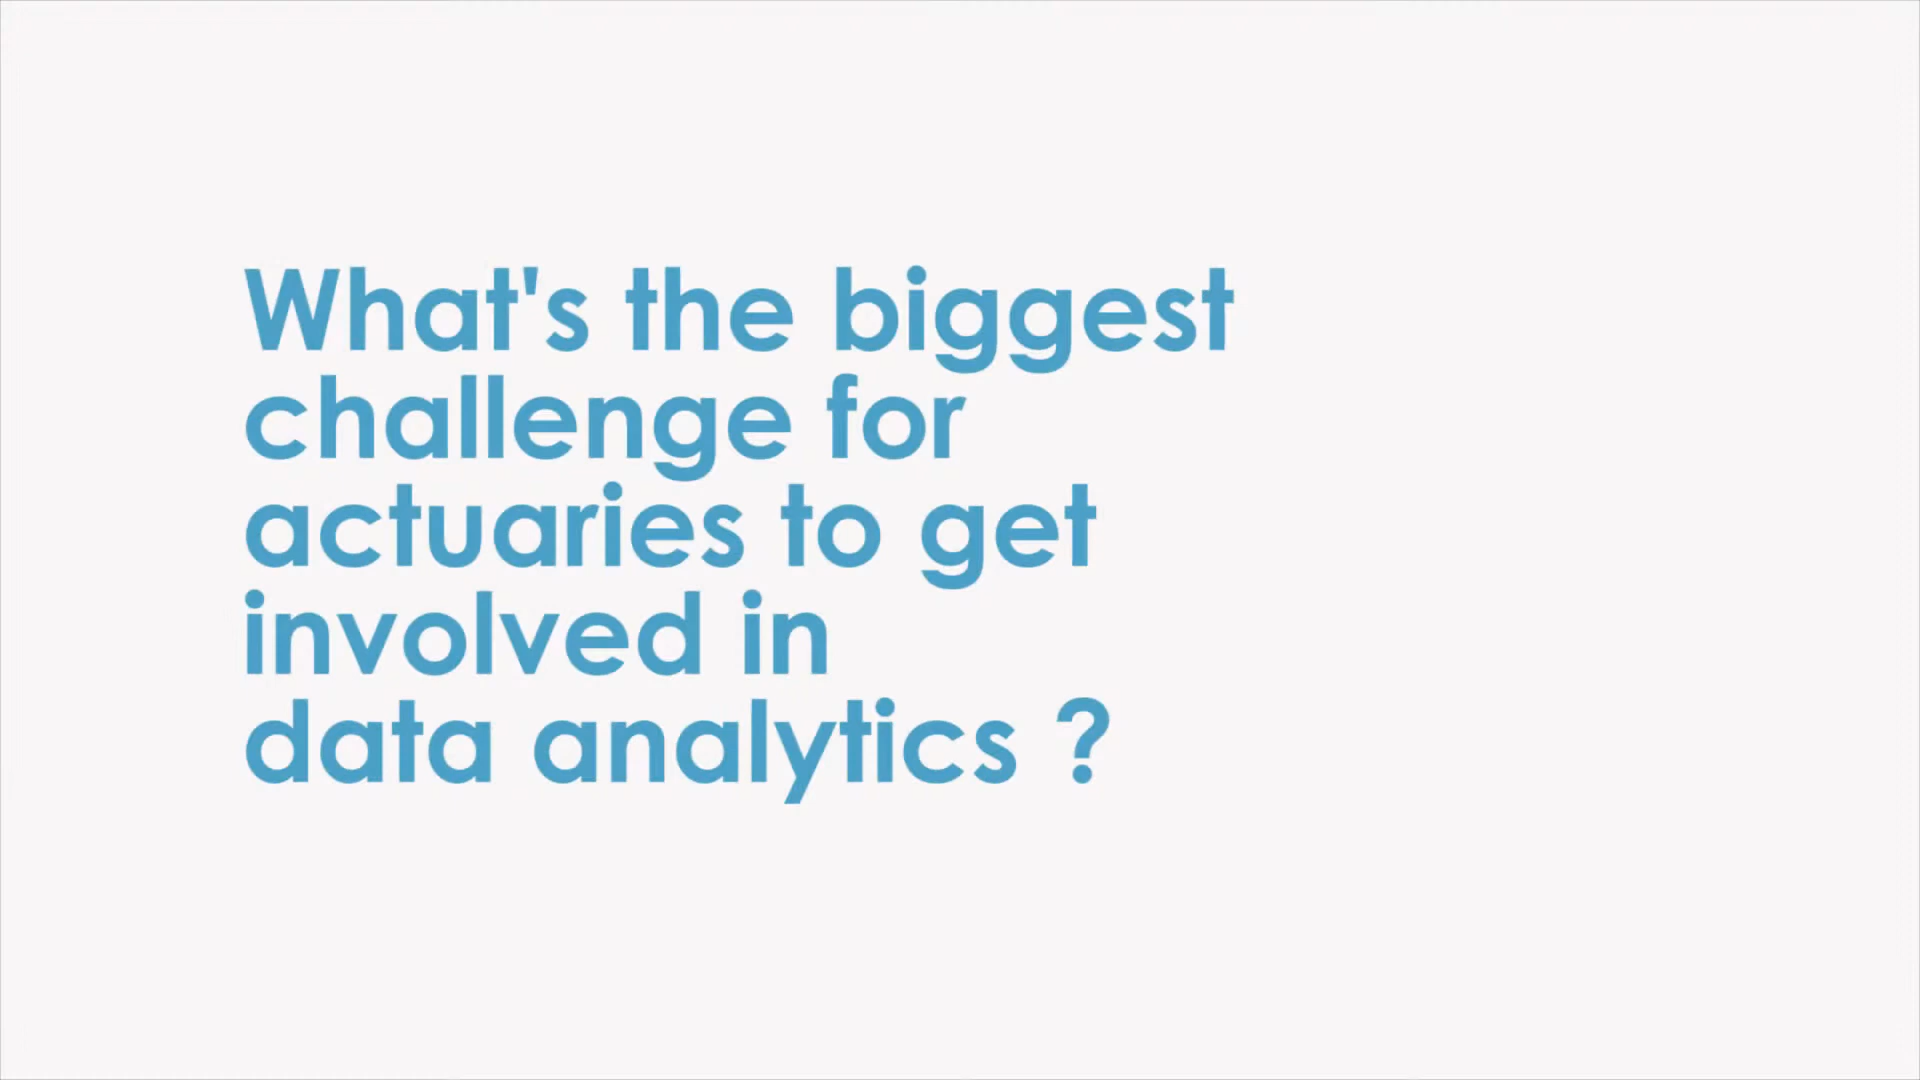 What's the biggest
challenge for
actuaries to get
involved in
data analytics ?